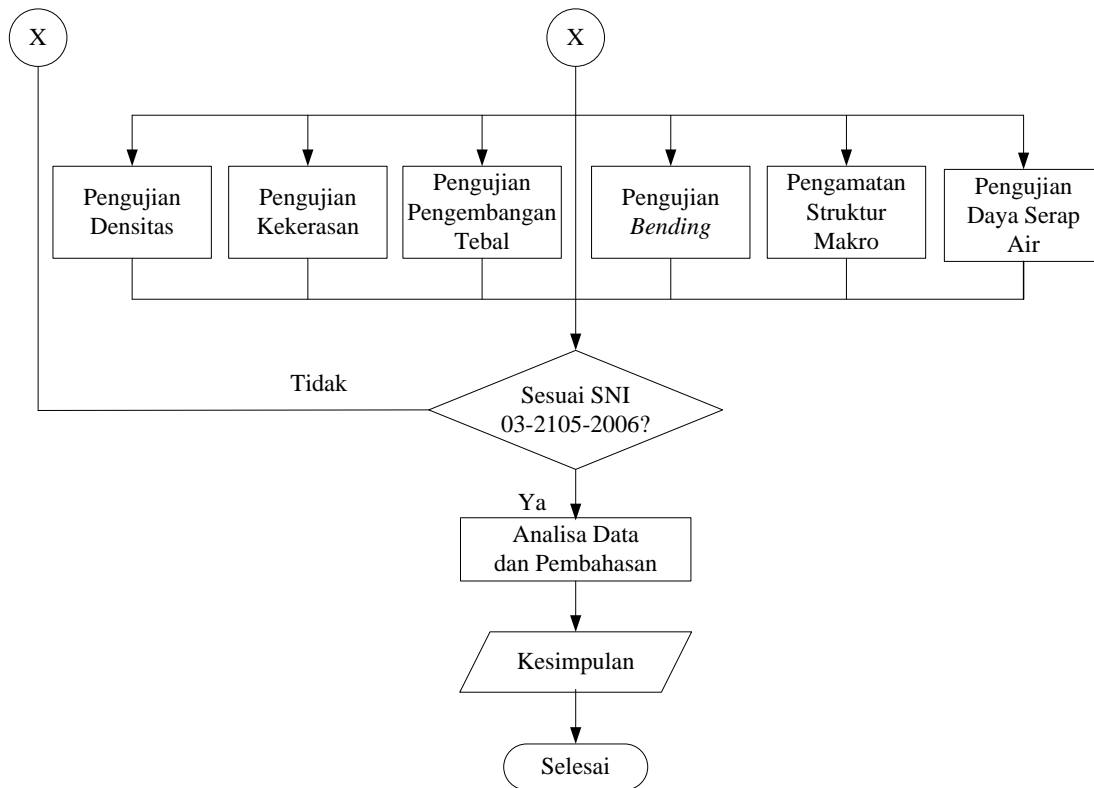 X
X
Pengujian
Densitas
Pengujian
Kekerasan
Pengujian
Pengembangan
Tebal
Pengujian
Bending
Pengamatan
Struktur
Makro
Pengujian
Daya Serap
Air
Tidak
Sesuai SNI
03-2105-2006?
Ya
Analisa Data
dan Pembahasan
Kesimpulan
Selesai